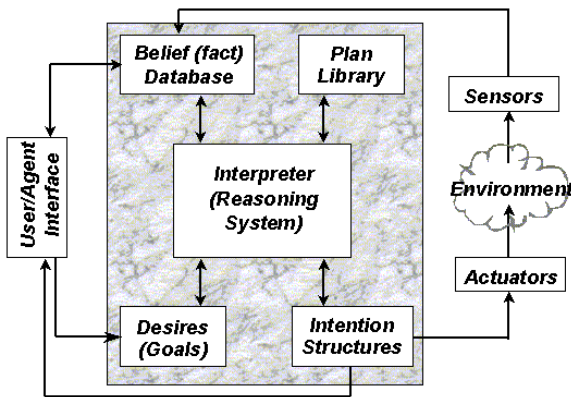 Belief (fact)
Database
Plan
Library
Sensors
User/Agent
Interface
Interpreter
(Reasoning
System)
Environment
Actuators
Desires
(Goals)
Intention
Structures